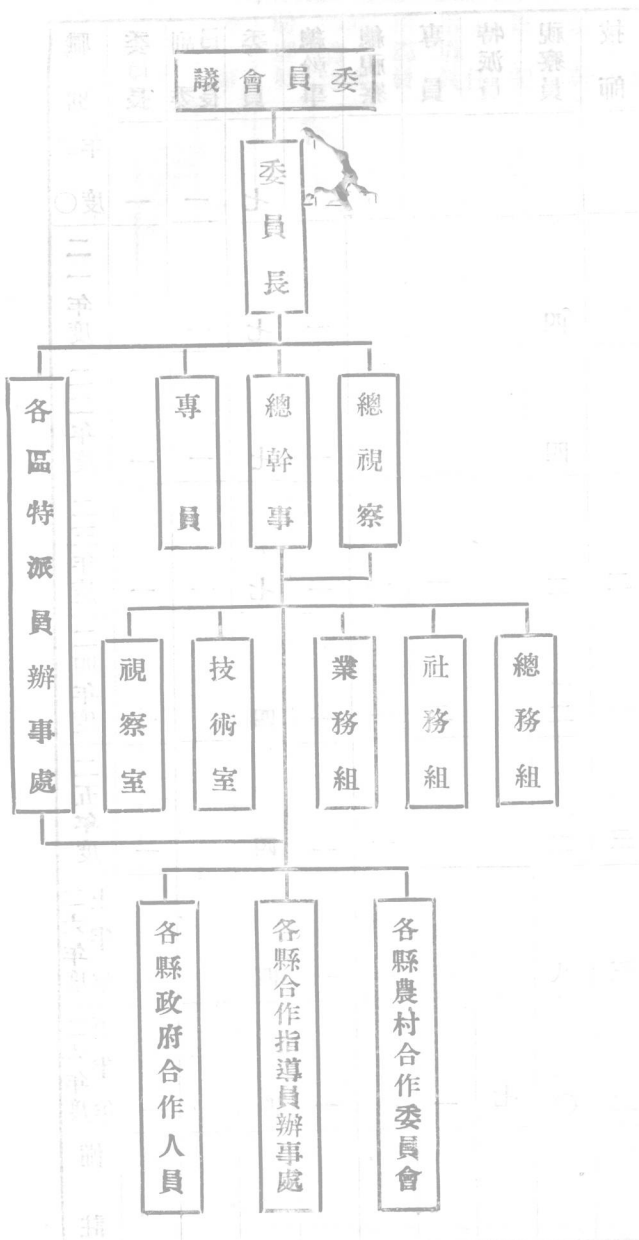 委員會議
委員長
總視察
總幹事
專員
各區特派員辦事處
總務組
社務組
業務組
技術室
視察室
各縣農村合作委員會
各縣合作指導員辦事處
各縣政府合作人員